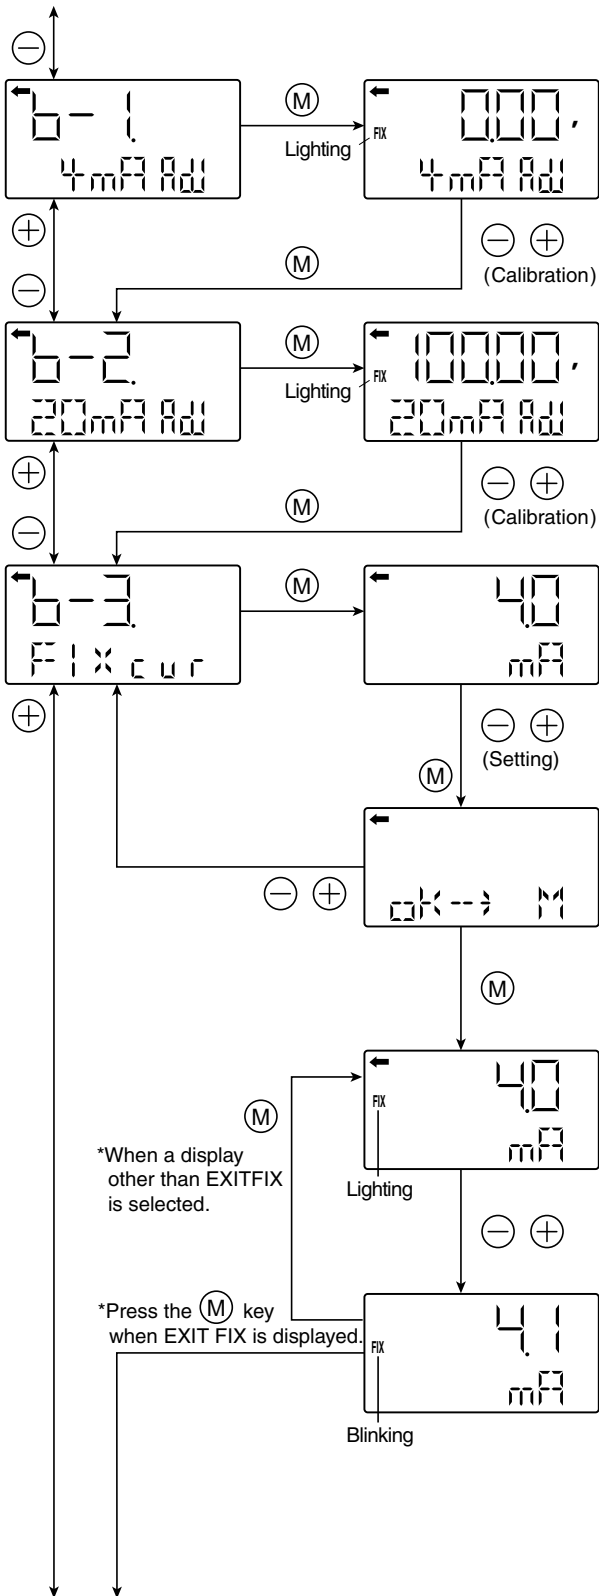 −
b-1.
4mA Adj
M
Lighting
FIX
0.00,
4mA Adj
+
−
M
− +
(Calibration)
b-2.
20mA Adj
M
Lighting
FIX
100.00,
20mA Adj
+
−
M
− +
(Calibration)
b-3.
FIXcur
M
4.0
mA
+
− +
(Setting)
M
− +
oK--> M
M
FIX
4.0
mA
M
*When a display
other than EXITFIX
is selected.
Lighting
− +
*Press the M key
when EXIT FIX is displayed.
FIX
4.1
mA
Blinking